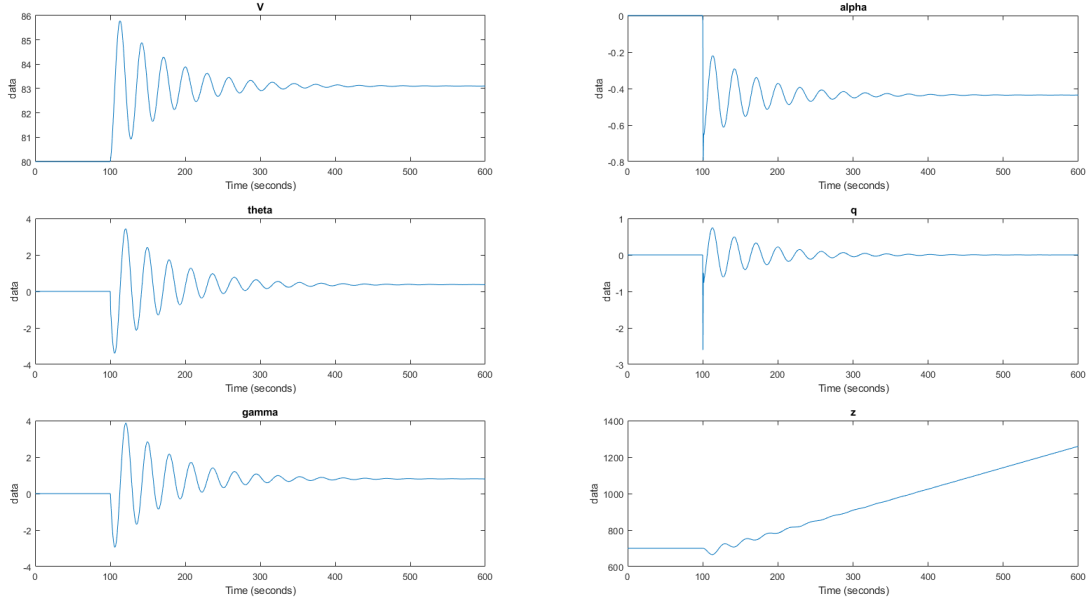 V
86
85
84
83
82
81
80
data
0 100 200 300 400 500 600
Time (seconds)
alpha
0
-0.2
-0.4
-0.6
-0.8
data
0 100 200 300 400 500 600
Time (seconds)
theta
4
2
0
-2
-4
data
0 100 200 300 400 500 600
Time (seconds)
q
1
0
-1
-2
-3
data
0 100 200 300 400 500 600
Time (seconds)
gamma
4
2
0
-2
-4
data
0 100 200 300 400 500 600
Time (seconds)
z
1400
1200
1000
800
600
data
0 100 200 300 400 500 600
Time (seconds)